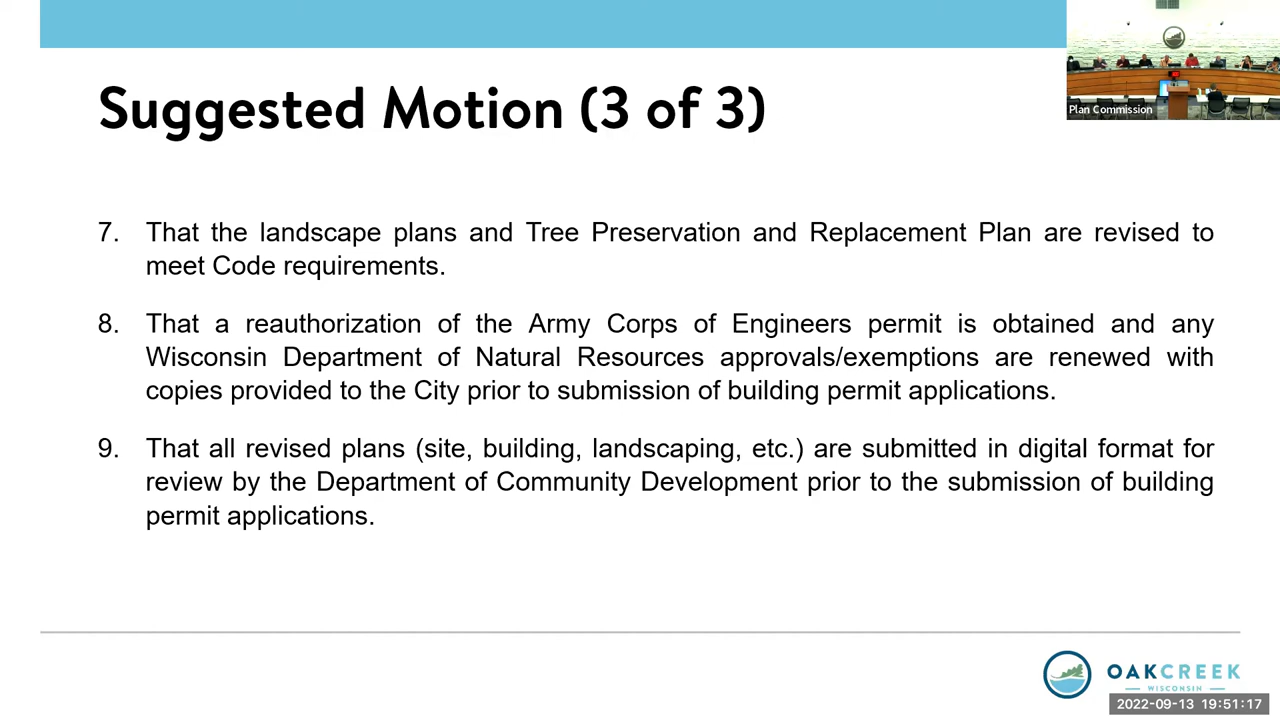 Suggested Motion (3 of 3)
Plan Commission
7. That the landscape plans and Tree Preservation and Replacement Plan are revised to
meet Code requirements.
8. That a reauthorization of the Army Corps of Engineers permit is obtained and any
Wisconsin Department of Natural Resources approvals/exemptions are renewed with
copies provided to the City prior to submission of building permit applications.
9. That all revised plans (site, building, landscaping, etc.) are submitted in digital format for
review by the Department of Community Development prior to the submission of building
permit applications.
OAKCREEK
WISCONSIN
2022-09-13 19:51:17